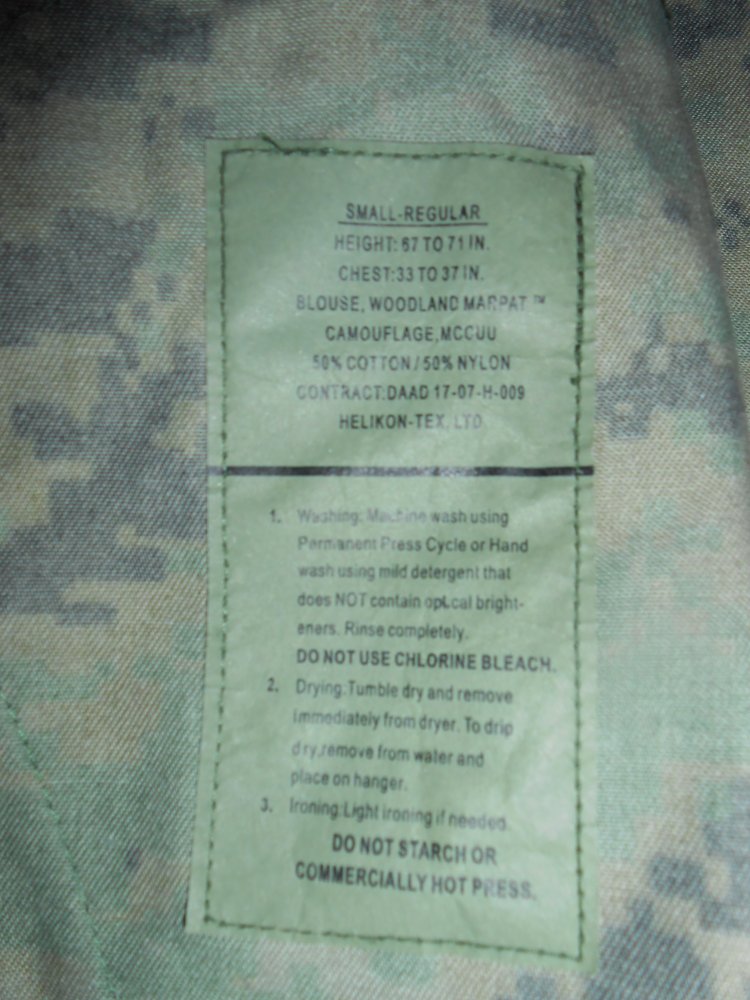 SMALL-REGULAR
HEIGHT: 67 TO 71 IN.
CHEST:33 TO 37 IN.
BLOUSE, WOODLAND MARPAT ™
CAMOUFLAGE,MCCUU
50% COTTON / 50% NYLON
CONTRACT:DAAD 17-07-H-009
HELIKON-TEX, LTD
1. Washing: Machine wash using
Permanent Press Cycle or Hand
wash using mild detergent that
does NOT contain optical bright-
eners. Rinse completely.
DO NOT USE CHLORINE BLEACH.
2. Drying:Tumble dry and remove
immediately from dryer. To drip
dry,remove from water and
place on hanger.
3. Ironing:Light ironing if needed.
DO NOT STARCH OR
COMMERCIALLY HOT PRESS.